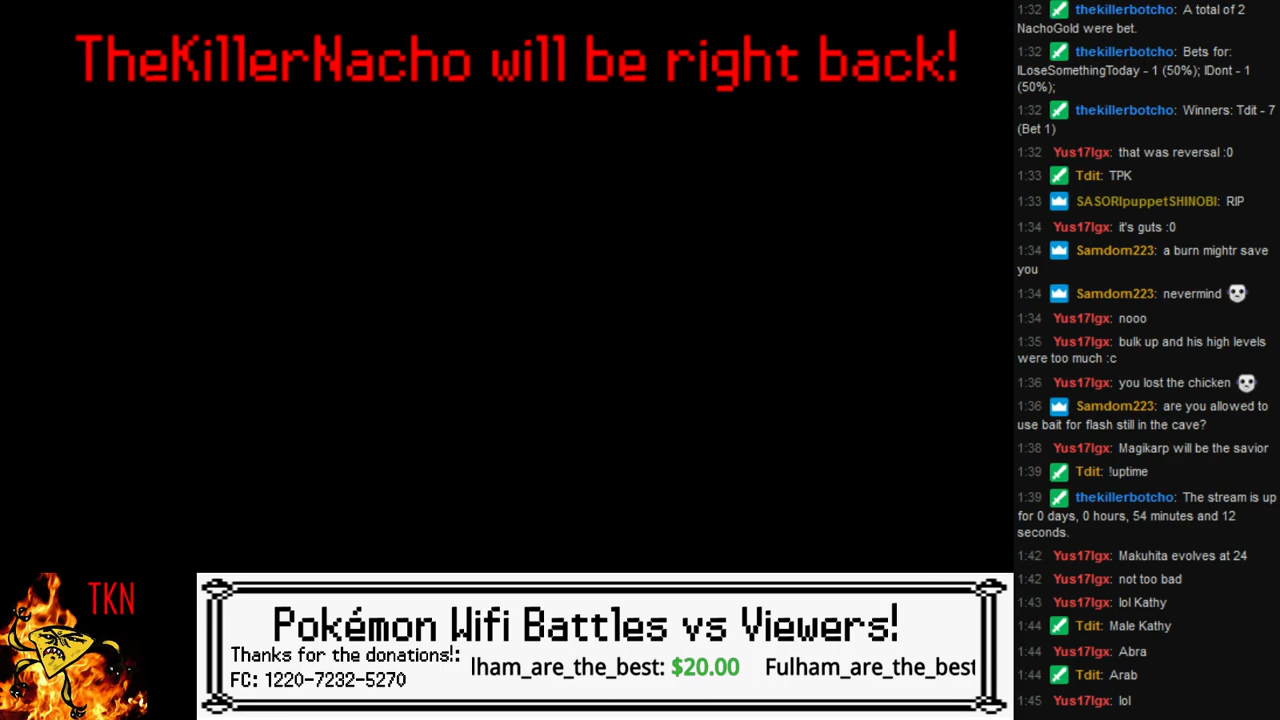 TheKillerNacho will be right back!
1:32 thekillerbotcho: A total of 2
NachoGold were bet.
1:32 thekillerbotcho: Bets for:
ILoseSomethingToday - 1 (50%); IDont - 1
(50%);
1:32 thekillerbotcho: Winners: Tdit - 7
(Bet 1)
1:32 Yus17lgx: that was reversal :0
1:33 Tdit: TPK
1:33 SASORIpuppetSHINOBI: RIP
1:34 Yus17lgx: it's guts :0
1:34 Samdom223: a burn mightr save
you
1:34 Samdom223: nevermind
1:34 Yus17lgx: nooo
1:35 Yus17lgx: bulk up and his high levels
were too much :c
1:36 Yus17lgx: you lost the chicken
1:36 Samdom223: are you allowed to
use bait for flash still in the cave?
1:38 Yus17lgx: Magikarp will be the savior
1:39 Tdit: !uptime
1:39 thekillerbotcho: The stream is up
for 0 days, 0 hours, 54 minutes and 12
seconds.
1:42 Yus17lgx: Makuhita evolves at 24
1:42 Yus17lgx: not too bad
1:43 Yus17lgx: lol Kathy
1:44 Tdit: Male Kathy
1:44 Yus17lgx: Abra
1:44 Tdit: Arab
1:45 Yus17lgx: lol
TKN
Pokémon Wifi Battles vs Viewers!
Thanks for the donations!: lham_are_the_best: $20.00 Fulham_are_the_best
FC: 1220-7232-5270